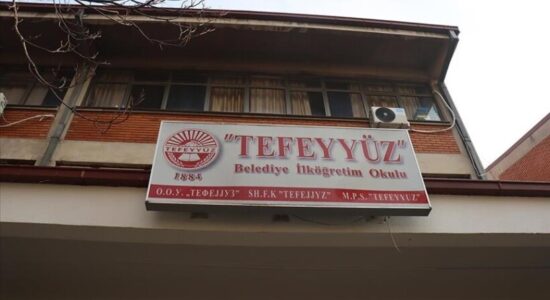 TEFEYYÜZ
1884
"TEFEYYÜZ"
Belediye İlköğretim Okulu
О.О.У. "ТЕФЕЈЈУЗ" SH.F.K "TEFEJJYZ" M.P.S. "TEFEYYUZ"